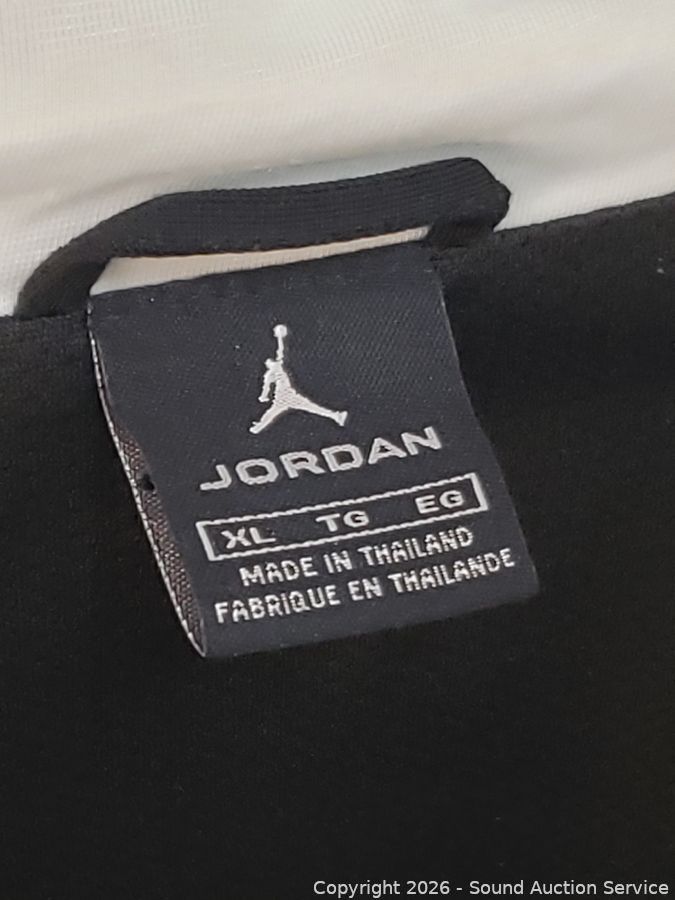 JORDAN
XL TG EG
MADE IN THAILAND
FABRIQUE EN THAILANDE
Copyright 2026 - Sound Auction Service